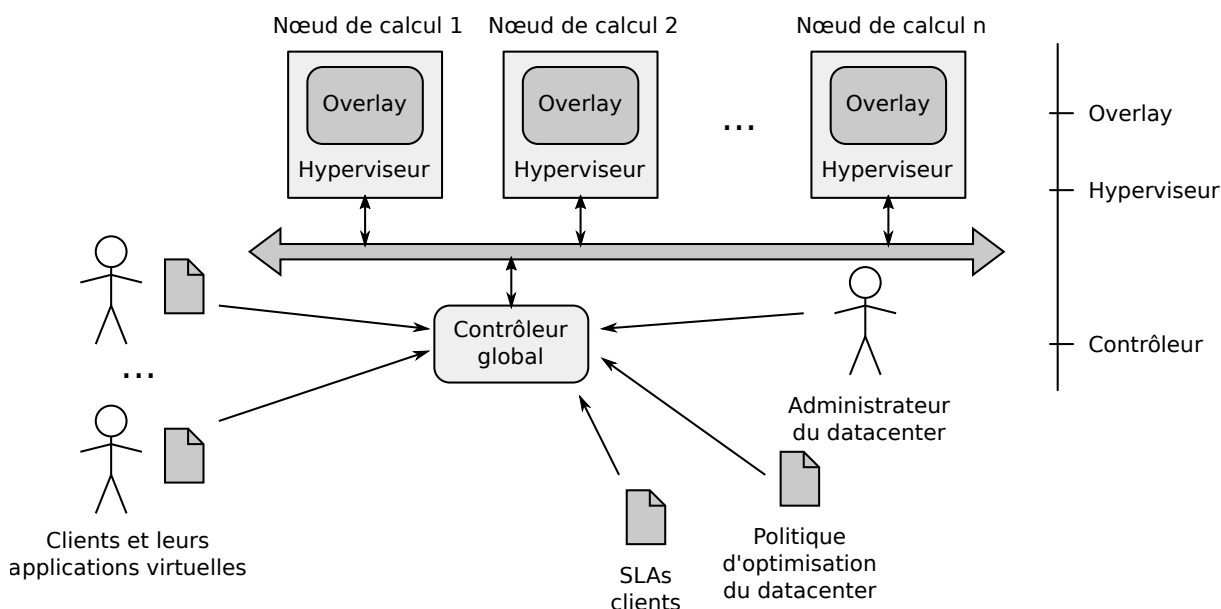 Nœud de calcul 1
Nœud de calcul 2
Nœud de calcul n
Overlay
Overlay
...
Overlay
Hyperviseur
Hyperviseur
Hyperviseur
Overlay
Hyperviseur
Contrôleur
Contrôleur
global
...
Administrateur
du datacenter
Clients et leurs
applications virtuelles
SLAs
clients
Politique
d'optimisation
du datacenter